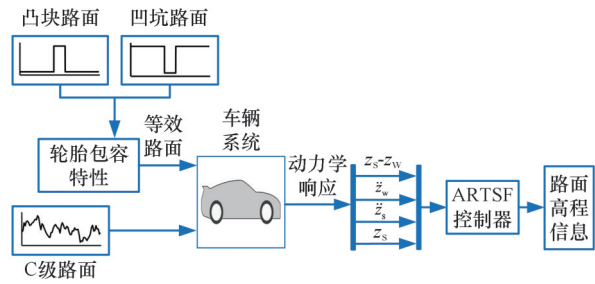 凸块路面
凹坑路面
轮胎包容
特性
等效
路面
车辆
系统
C级路面
动力学
响应
zS-zW
z̈w
z̈s
zS
ARTSF
控制器
路面
高程
信息